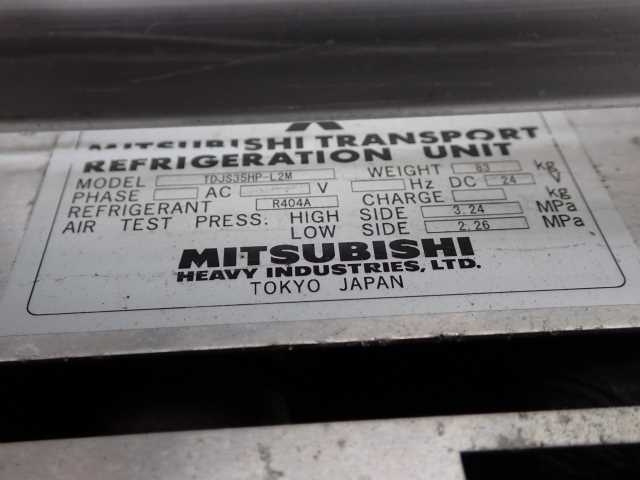 MITSUBISHI TRANSPORT
REFRIGERATION UNIT
MODEL TDJS35HP-L2M WEIGHT 83 kg
PHASE AC V Hz DC 24 V
REFRIGERANT R404A CHARGE kg
AIR TEST PRESS. HIGH SIDE 3.24 MPa
LOW SIDE 2.26 MPa
MITSUBISHI
HEAVY INDUSTRIES, LTD.
TOKYO JAPAN